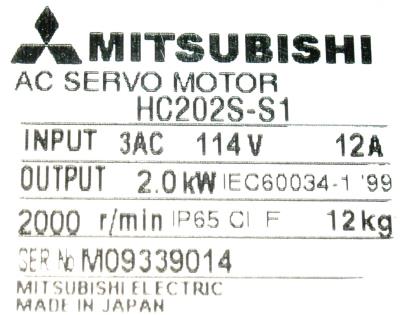 MITSUBISHI
AC SERVO MOTOR
HC202S-S1
INPUT 3AC 114V 12A
OUTPUT 2.0kW IEC60034-1 '99
2000 r/min IP65 CI F 12kg
SER.No M09339014
MITSUBISHI ELECTRIC
MADE IN JAPAN